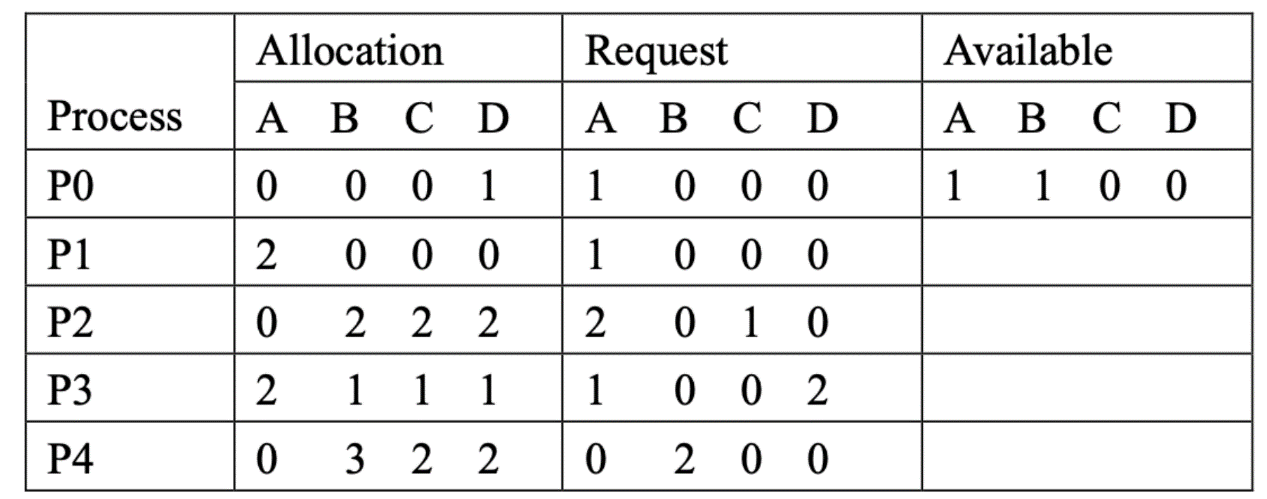 Allocation Request Available
Process A B C D A B C D A B C D
P0 0 0 0 1 1 0 0 0 1 1 0 0
P1 2 0 0 0 1 0 0 0
P2 0 2 2 2 2 0 1 0
P3 2 1 1 1 1 0 0 2
P4 0 3 2 2 0 2 0 0